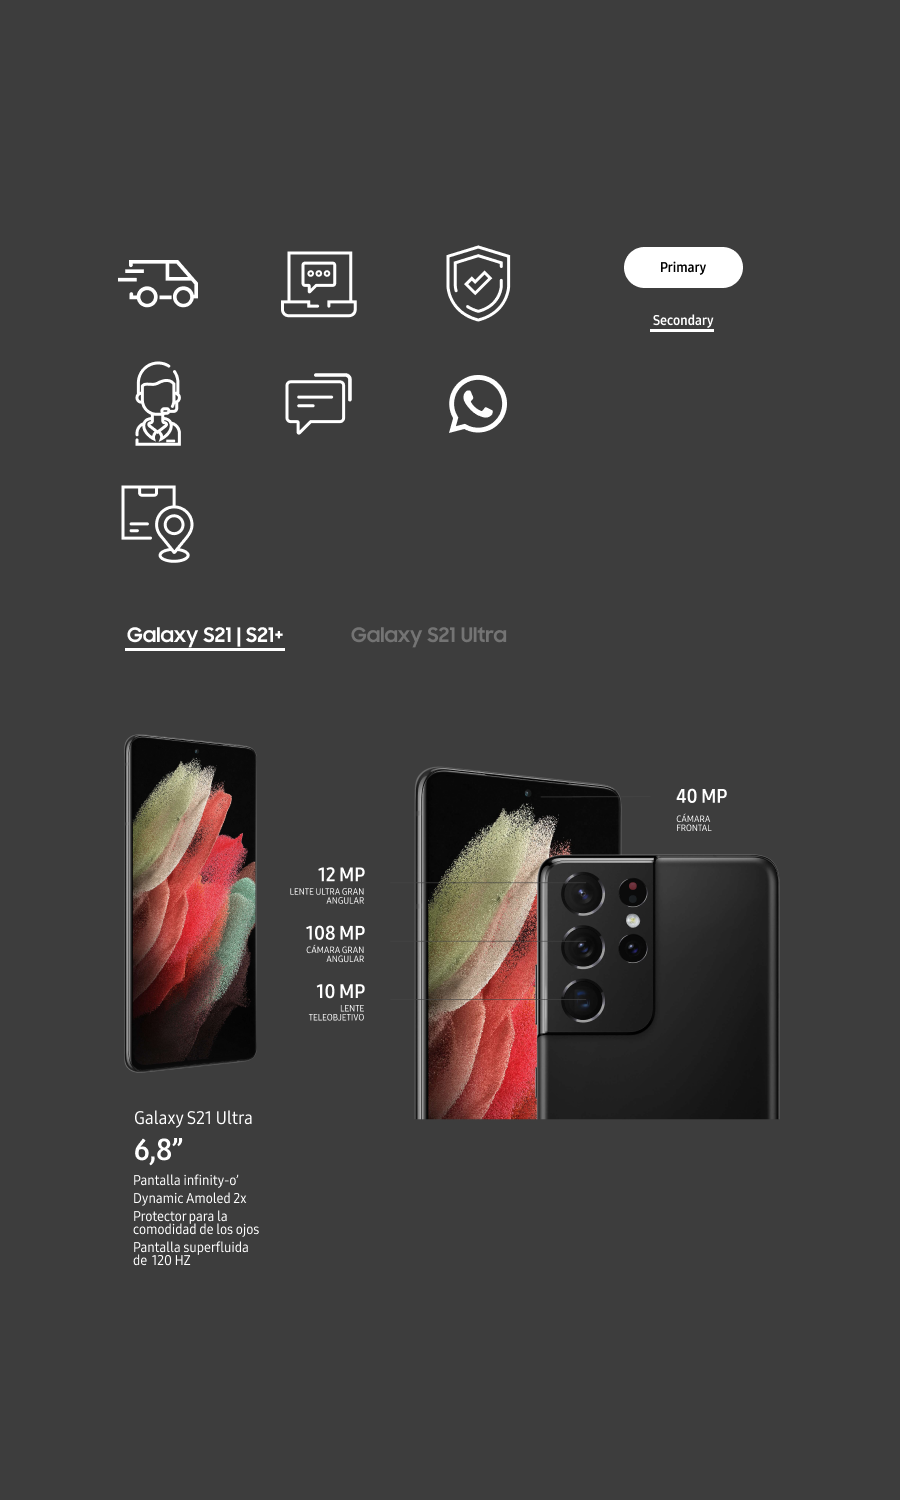 Primary
Secondary
Galaxy S21 | S21+
Galaxy S21 Ultra
40 MP
CÁMARA
FRONTAL
12 MP
LENTE ULTRA GRAN
ANGULAR
108 MP
CÁMARA GRAN
ANGULAR
10 MP
LENTE
TELEOBJETIVO
Galaxy S21 Ultra
6,8”
Pantalla infinity-o’
Dynamic Amoled 2x
Protector para la
comodidad de los ojos
Pantalla superfluida
de 120 HZ